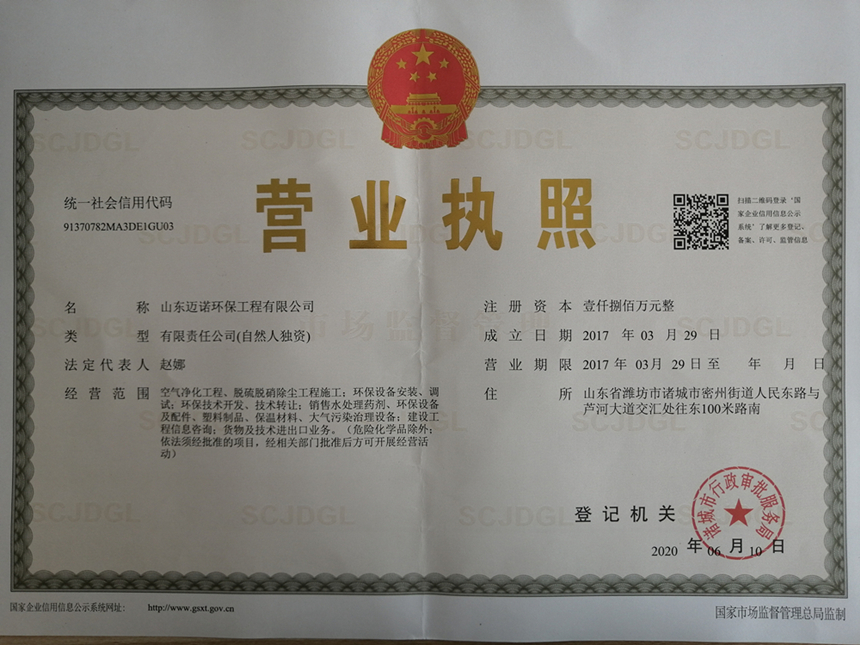 营业执照
统一社会信用代码
91370782MA3DE1GU03
扫描二维码登录“国
家企业信用信息公示
系统”了解更多登记、
备案、许可、监管信息
名称 山东迈诺环保工程有限公司
类型 有限责任公司(自然人独资)
法定代表人 赵娜
经营范围 空气净化工程、脱硫脱硝除尘工程施工；环保设备安装、调
试；环保技术开发、技术转让；销售水处理药剂、环保设备
及配件、塑料制品、保温材料、大气污染治理设备；建设工
程信息咨询；货物及技术进出口业务。（危险化学品除外；
依法须经批准的项目，经相关部门批准后方可开展经营活
动）
注册资本 壹仟捌佰万元整
成立日期 2017 年 03 月 29 日
营业期限 2017 年 03月 29 日 至 年 月 日
住所 山东省潍坊市诸城市密州街道人民东路与
芦河大道交汇处往东100米路南
登记机关
诸城市行政审批服务局
2020 年 06 月 10 日
国家企业信用信息公示系统网址： http://www.gsxt.gov.cn
国家市场监督管理总局监制
SCJDGL
市场监督管理